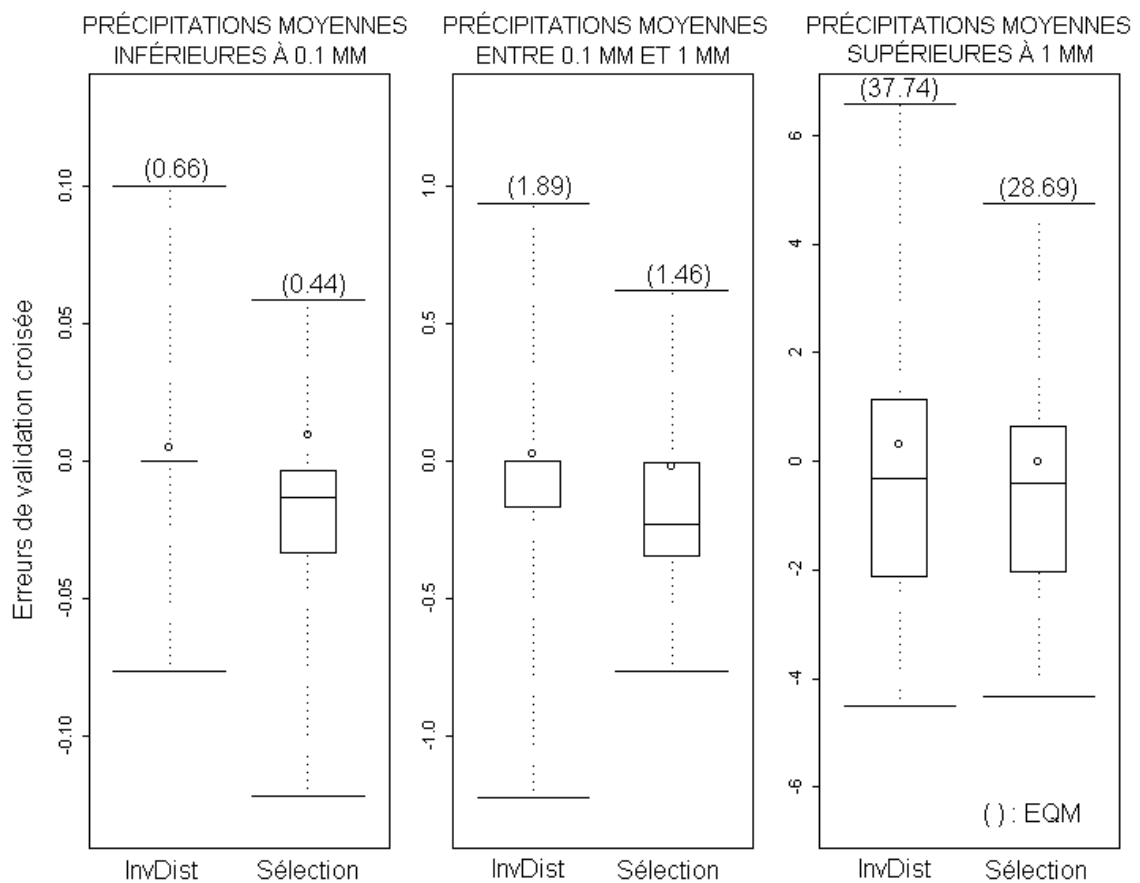 PRÉCIPITATIONS MOYENNES
INFÉRIEURES À 0.1 MM
PRÉCIPITATIONS MOYENNES
ENTRE 0.1 MM ET 1 MM
PRÉCIPITATIONS MOYENNES
SUPÉRIEURES À 1 MM
Erreurs de validation croisée
0.10
0.05
0.0
-0.05
-0.10
(0.66)
(0.44)
InvDist
Sélection
1.0
0.5
0.0
-0.5
-1.0
(1.89)
(1.46)
InvDist
Sélection
6
4
2
0
-2
-4
-6
(37.74)
(28.69)
( ) : EQM
InvDist
Sélection